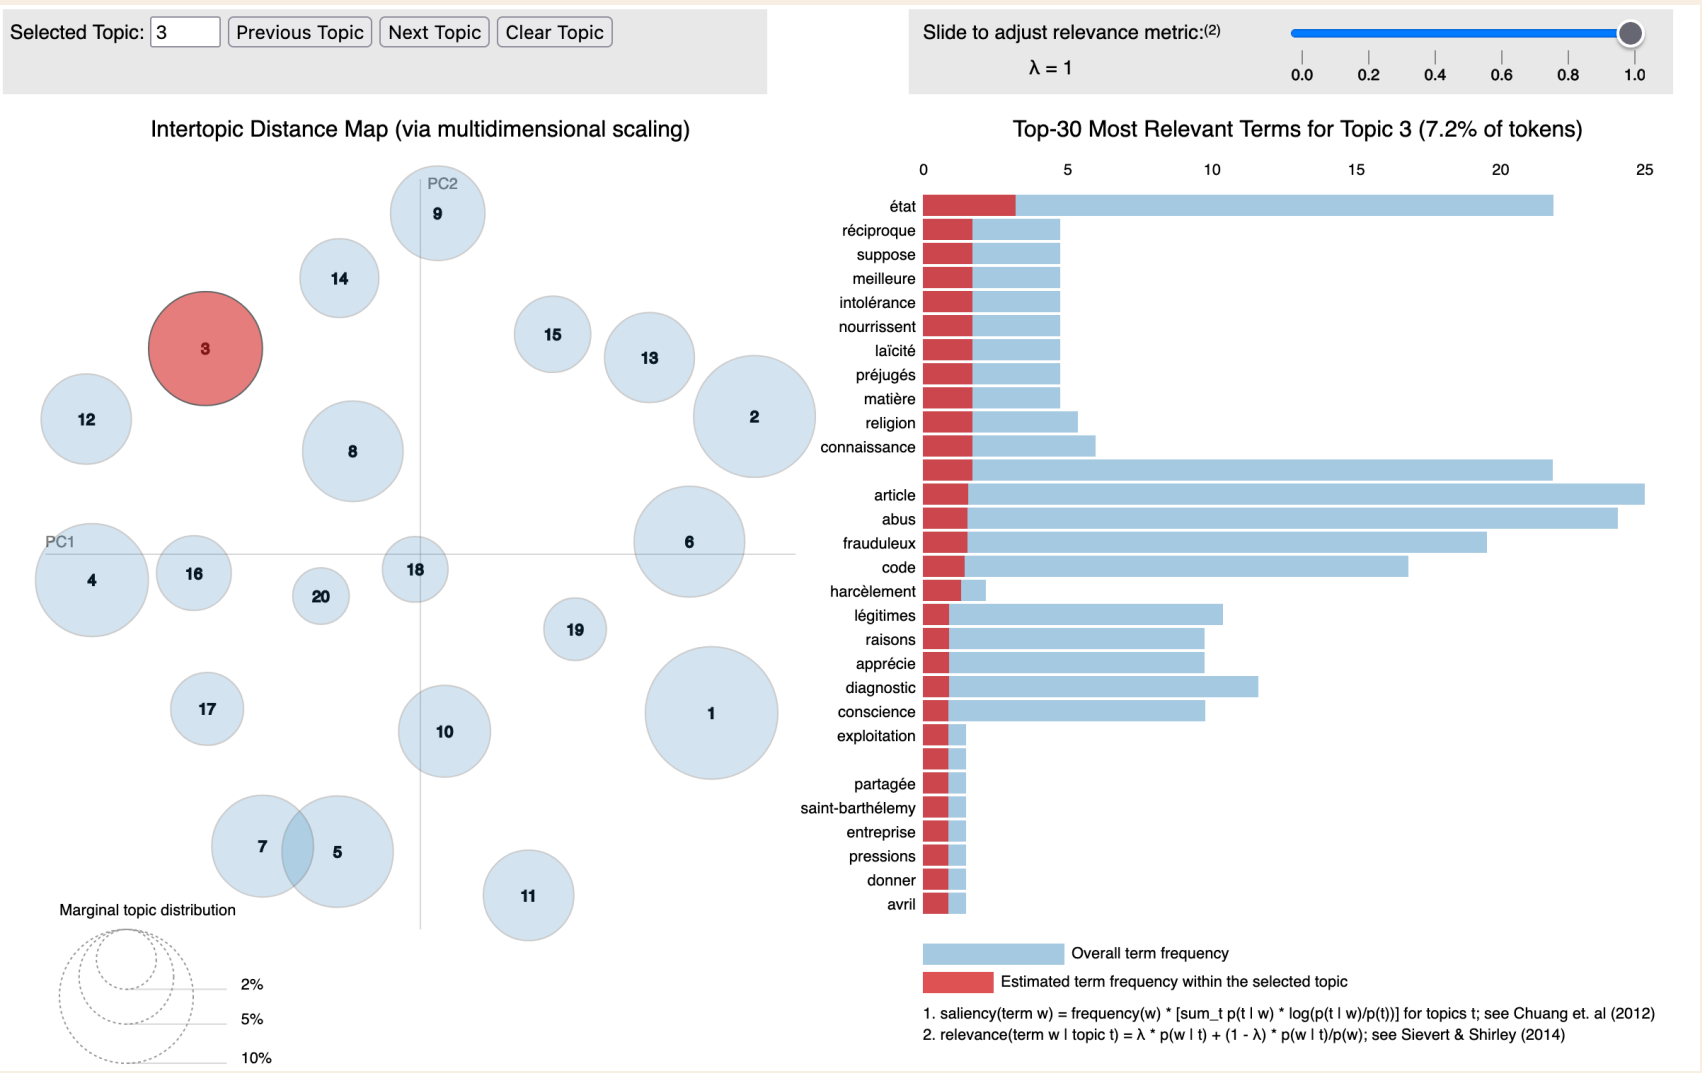 Selected Topic: 3 Previous Topic Next Topic Clear Topic
Slide to adjust relevance metric:(2)
λ = 1
0.0 0.2 0.4 0.6 0.8 1.0
Intertopic Distance Map (via multidimensional scaling)
PC2
9
14
3
15
13
12
2
8
PC1
6
4
16
18
20
19
17
1
10
7
5
11
Marginal topic distribution
2%
5%
10%
Top-30 Most Relevant Terms for Topic 3 (7.2% of tokens)
0 5 10 15 20 25
état
réciproque
suppose
meilleure
intolérance
nourrissent
laïcité
préjugés
matière
religion
connaissance
article
abus
frauduleux
code
harcèlement
légitimes
raisons
apprécie
diagnostic
conscience
exploitation
partagée
saint-barthélemy
entreprise
pressions
donner
avril
Overall term frequency
Estimated term frequency within the selected topic
1. saliency(term w) = frequency(w) * [sum_t p(t | w) * log(p(t | w)/p(t))] for topics t; see Chuang et. al (2012)
2. relevance(term w | topic t) = λ * p(w | t) + (1 - λ) * p(w | t)/p(w); see Sievert & Shirley (2014)